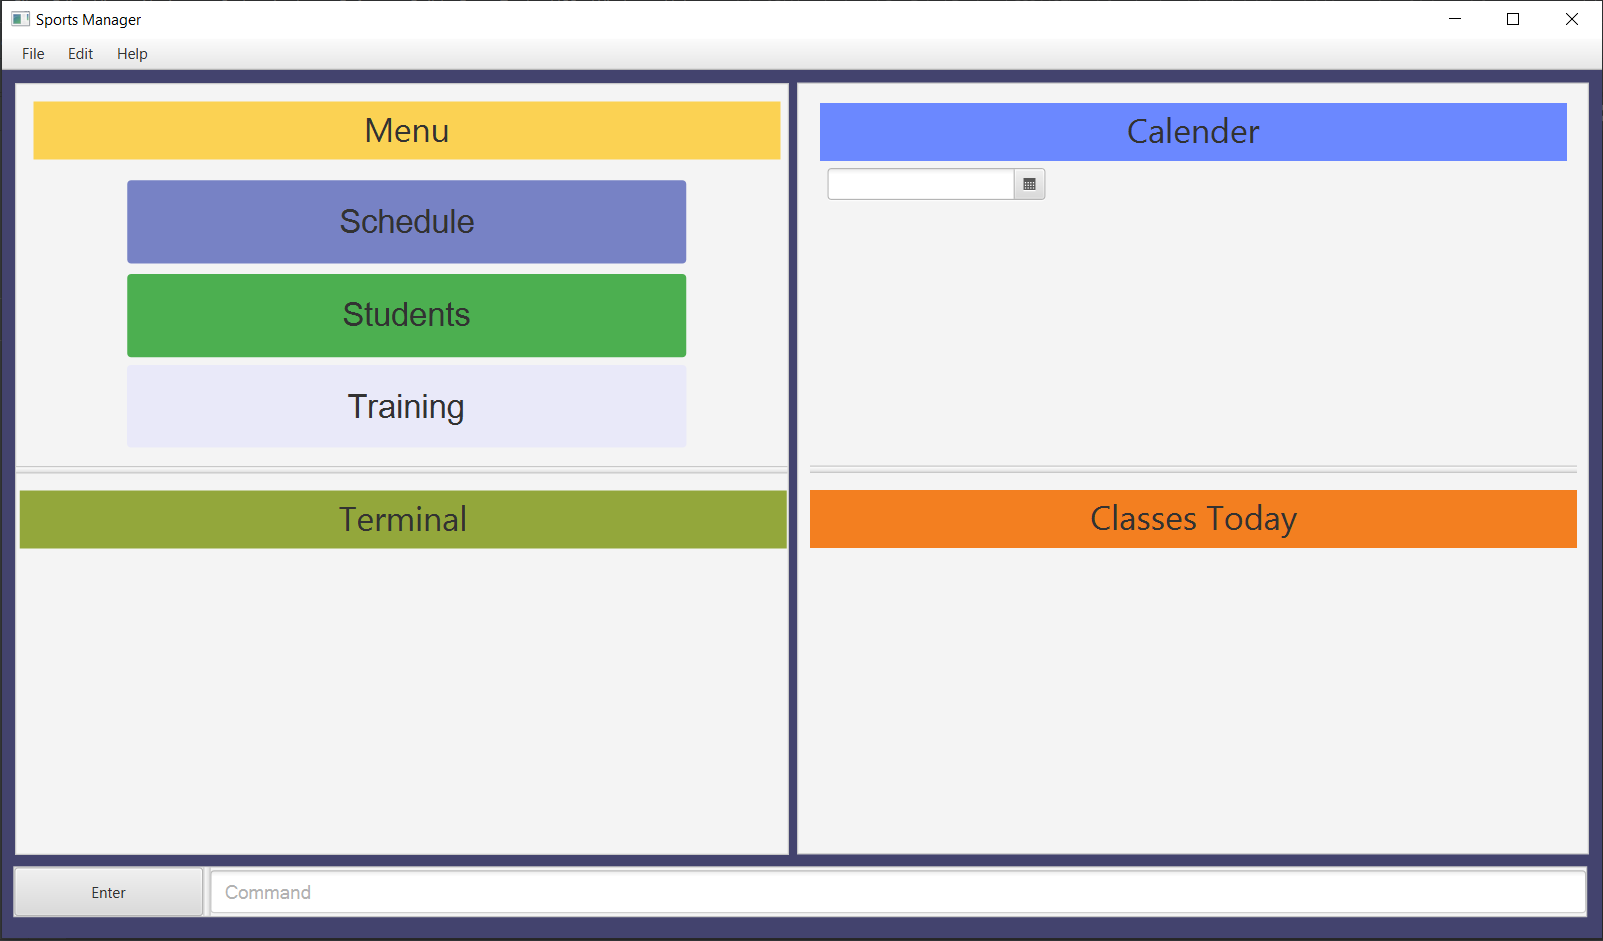 Sports Manager
File Edit Help
Menu
Schedule
Students
Training
Calender
Terminal
Classes Today
Enter
Command